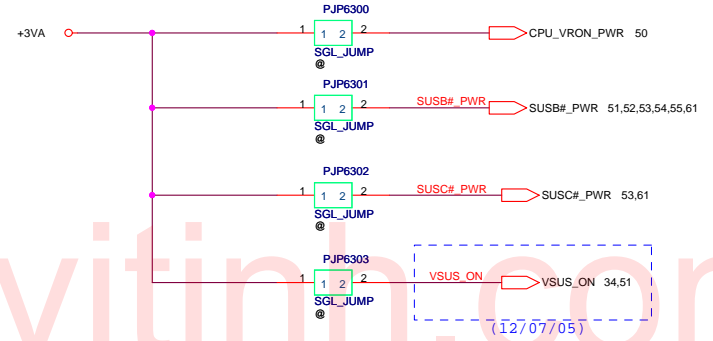 PJP6300
+3VA 1 1 2 2 CPU_VRON_PWR 50
SGL_JUMP
@
PJP6301
1 1 2 2 SUSB#_PWR SUSB#_PWR 51,52,53,54,55,61
SGL_JUMP
@
PJP6302
1 1 2 2 SUSC#_PWR SUSC#_PWR 53,61
SGL_JUMP
@
PJP6303
1 1 2 2 VSUS_ON VSUS_ON 34,51
SGL_JUMP
@
(12/07/05)
vitinh.com